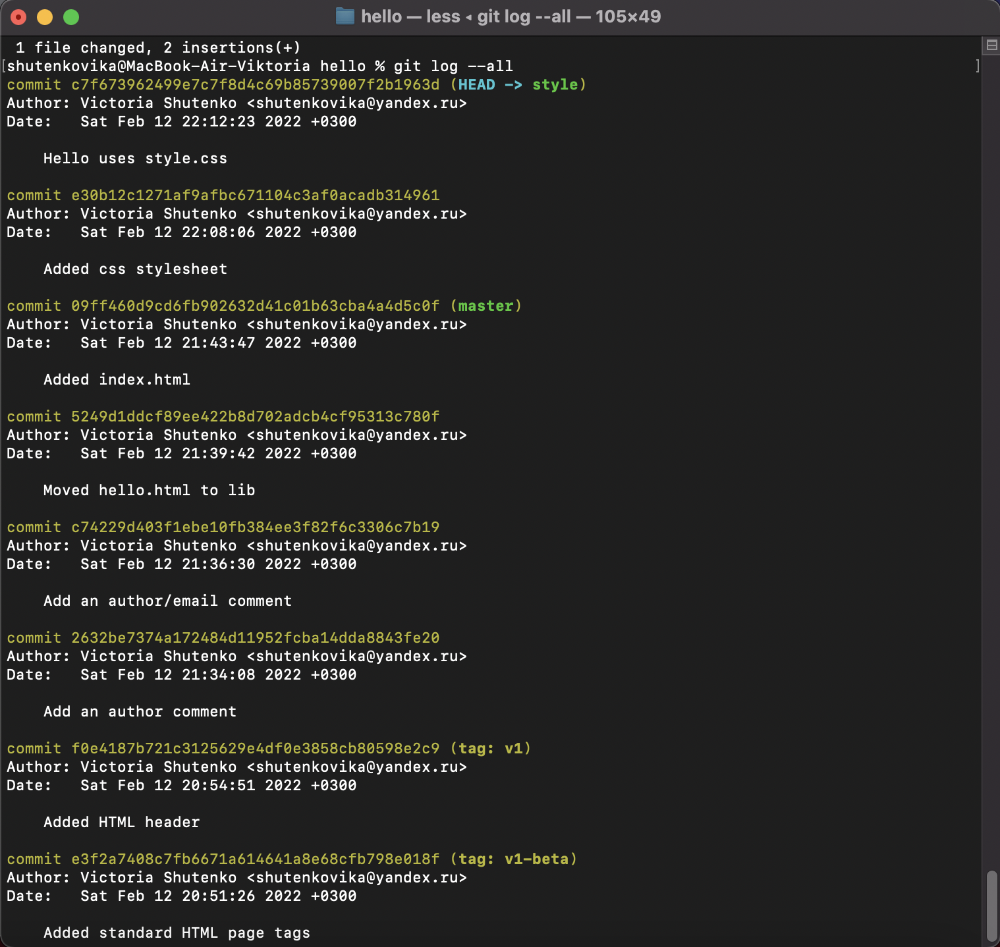 hello — less ◂ git log --all — 105×49
1 file changed, 2 insertions(+)
[shutenkovika@MacBook-Air-Viktoria hello % git log --all ]
commit c7f673962499e7c7f8d4c69b85739007f2b1963d (HEAD -> style)
Author: Victoria Shutenko <shutenkovika@yandex.ru>
Date:   Sat Feb 12 22:12:23 2022 +0300
Hello uses style.css
commit e30b12c1271af9afbc671104c3af0acadb314961
Author: Victoria Shutenko <shutenkovika@yandex.ru>
Date:   Sat Feb 12 22:08:06 2022 +0300
Added css stylesheet
commit 09ff460d9cd6fb902632d41c01b63cba4a4d5c0f (master)
Author: Victoria Shutenko <shutenkovika@yandex.ru>
Date:   Sat Feb 12 21:43:47 2022 +0300
Added index.html
commit 5249d1ddcf89ee422b8d702adcb4cf95313c780f
Author: Victoria Shutenko <shutenkovika@yandex.ru>
Date:   Sat Feb 12 21:39:42 2022 +0300
Moved hello.html to lib
commit c74229d403f1ebe10fb384ee3f82f6c3306c7b19
Author: Victoria Shutenko <shutenkovika@yandex.ru>
Date:   Sat Feb 12 21:36:30 2022 +0300
Add an author/email comment
commit 2632be7374a172484d11952fcba14dda8843fe20
Author: Victoria Shutenko <shutenkovika@yandex.ru>
Date:   Sat Feb 12 21:34:08 2022 +0300
Add an author comment
commit f0e4187b721c3125629e4df0e3858cb80598e2c9 (tag: v1)
Author: Victoria Shutenko <shutenkovika@yandex.ru>
Date:   Sat Feb 12 20:54:51 2022 +0300
Added HTML header
commit e3f2a7408c7fb6671a614641a8e68cfb798e018f (tag: v1-beta)
Author: Victoria Shutenko <shutenkovika@yandex.ru>
Date:   Sat Feb 12 20:51:26 2022 +0300
Added standard HTML page tags